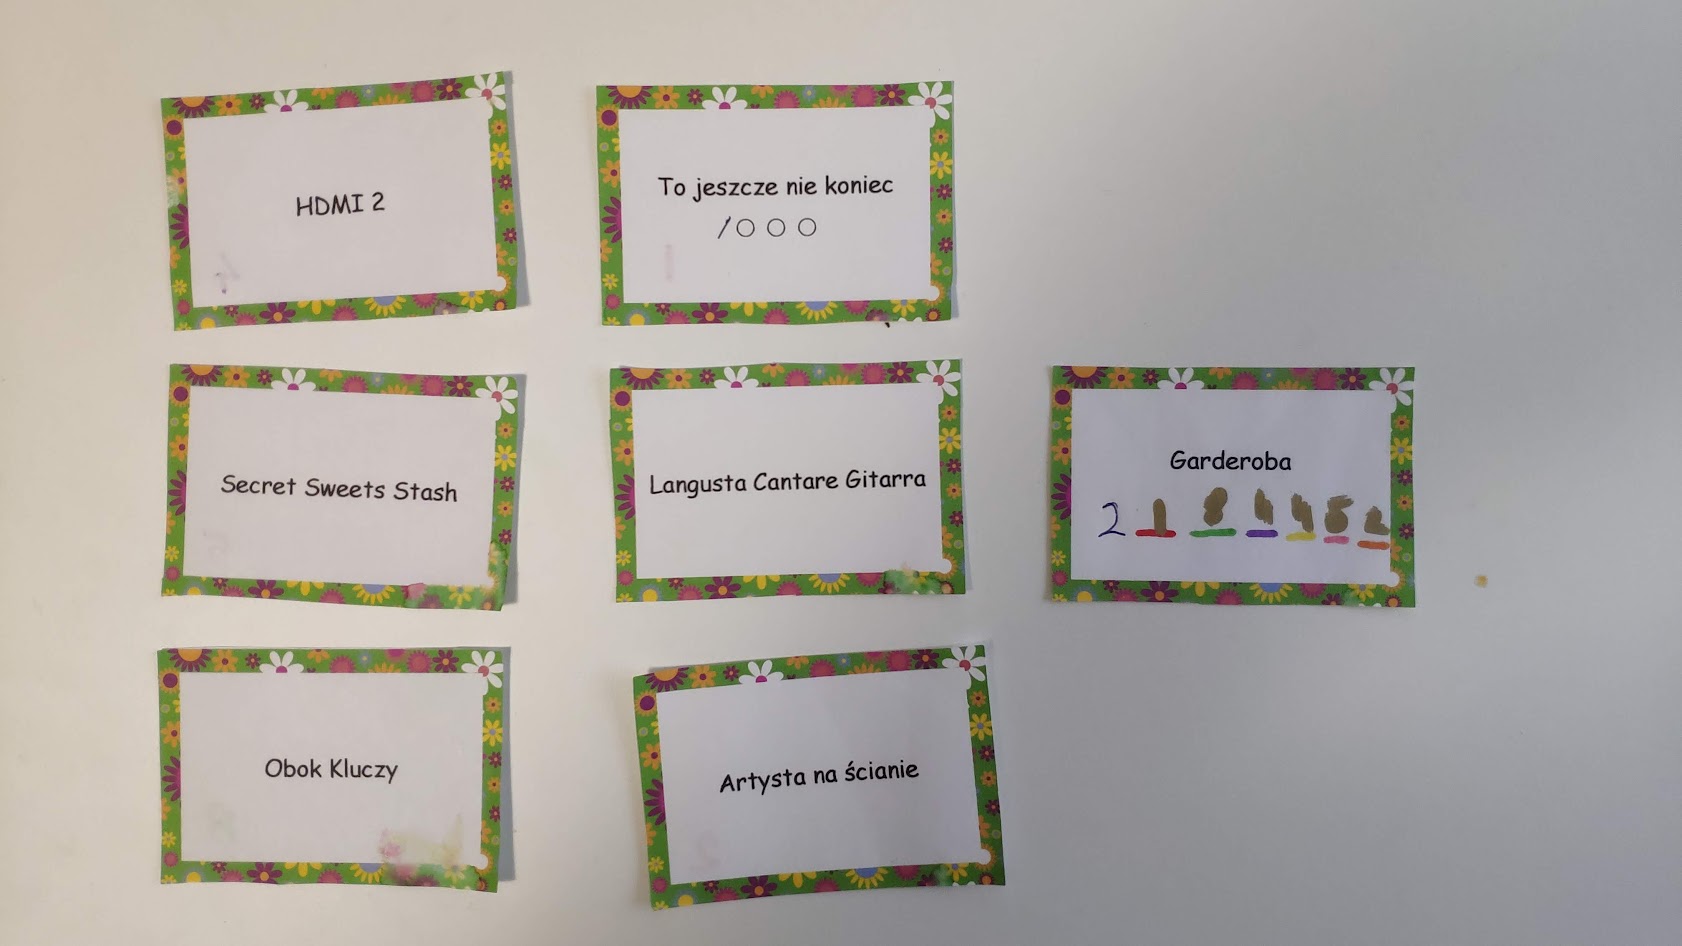 HDMI 2
To jeszcze nie koniec
/○ ○ ○
Secret Sweets Stash
Langusta Cantare Gitarra
Garderoba
2 1 8 4 4 5 2
Obok Kluczy
Artysta na ścianie